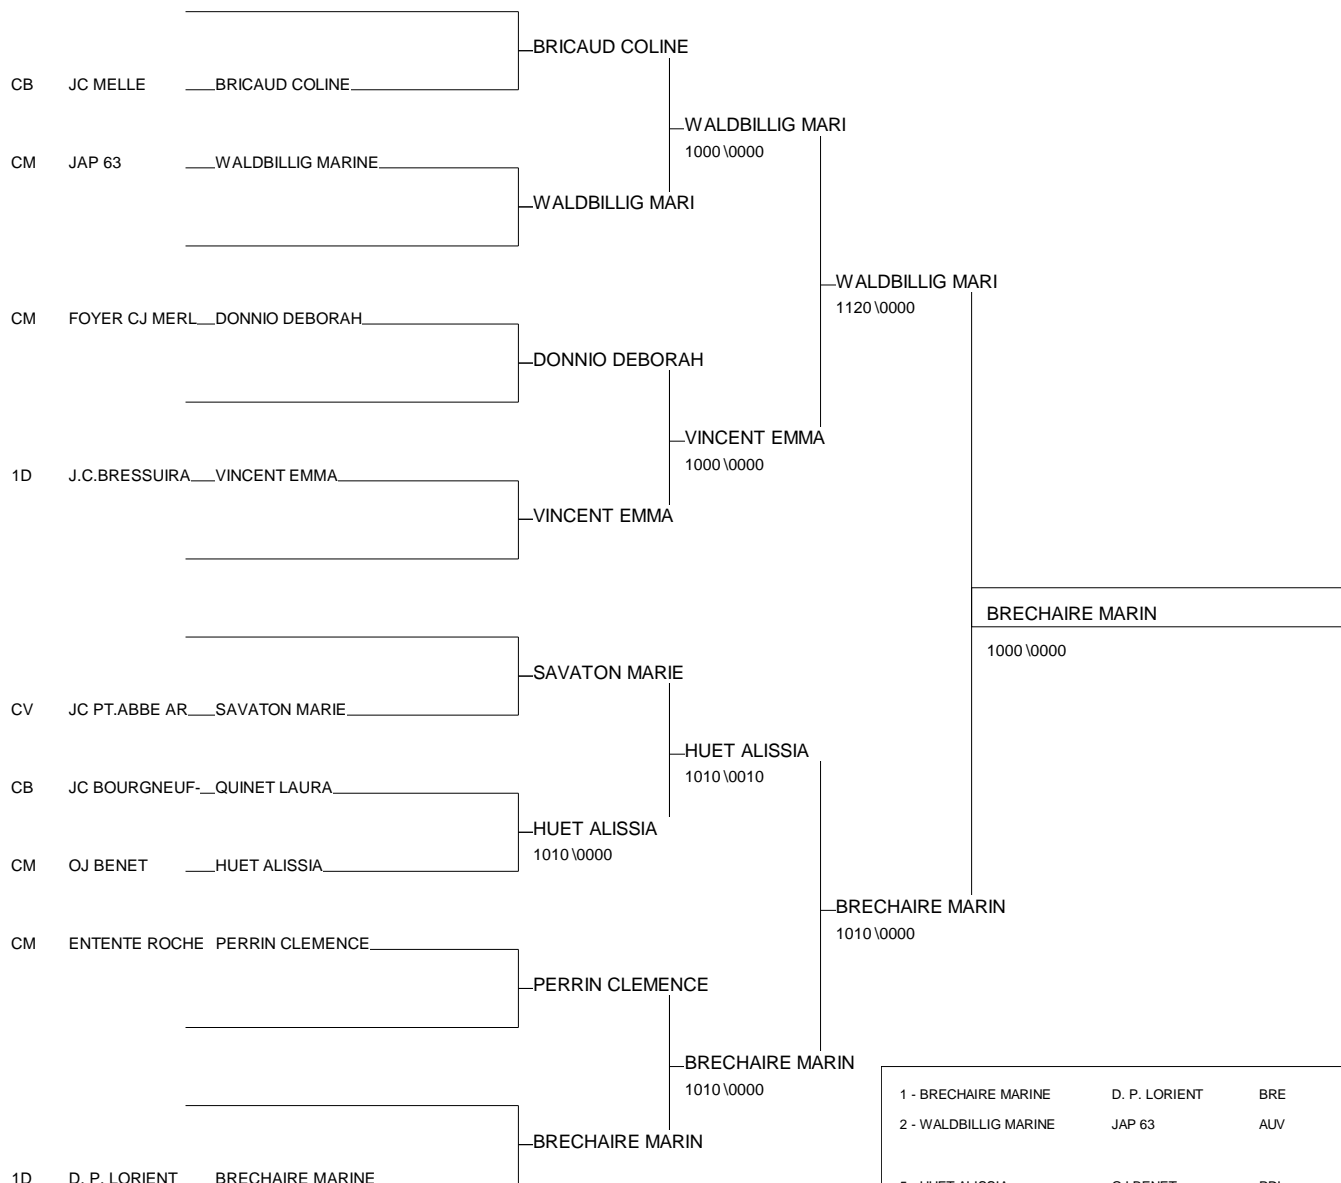 BRICAUD COLINE
CB JC MELLE BRICAUD COLINE
WALDBILLIG MARI
1000 \0000
CM JAP 63 WALDBILLIG MARINE
WALDBILLIG MARI
WALDBILLIG MARI
1120 \0000
CM FOYER CJ MERL DONNIO DEBORAH
DONNIO DEBORAH
VINCENT EMMA
1000 \0000
1D J.C.BRESSUIRA VINCENT EMMA
VINCENT EMMA
BRECHAIRE MARIN
1000 \0000
SAVATON MARIE
CV JC PT.ABBE AR SAVATON MARIE
HUET ALISSIA
1010 \0010
CB JC BOURGNEUF- QUINET LAURA
HUET ALISSIA
1010 \0000
CM OJ BENET HUET ALISSIA
BRECHAIRE MARIN
1010 \0000
CM ENTENTE ROCHE PERRIN CLEMENCE
PERRIN CLEMENCE
BRECHAIRE MARIN
1010 \0000
1 - BRECHAIRE MARINE D. P. LORIENT BRE
2 - WALDBILLIG MARINE JAP 63 AUV
BRECHAIRE MARIN
1D D. P. LORIENT BRECHAIRE MARINE
HUET ALISSIA OJ BENET